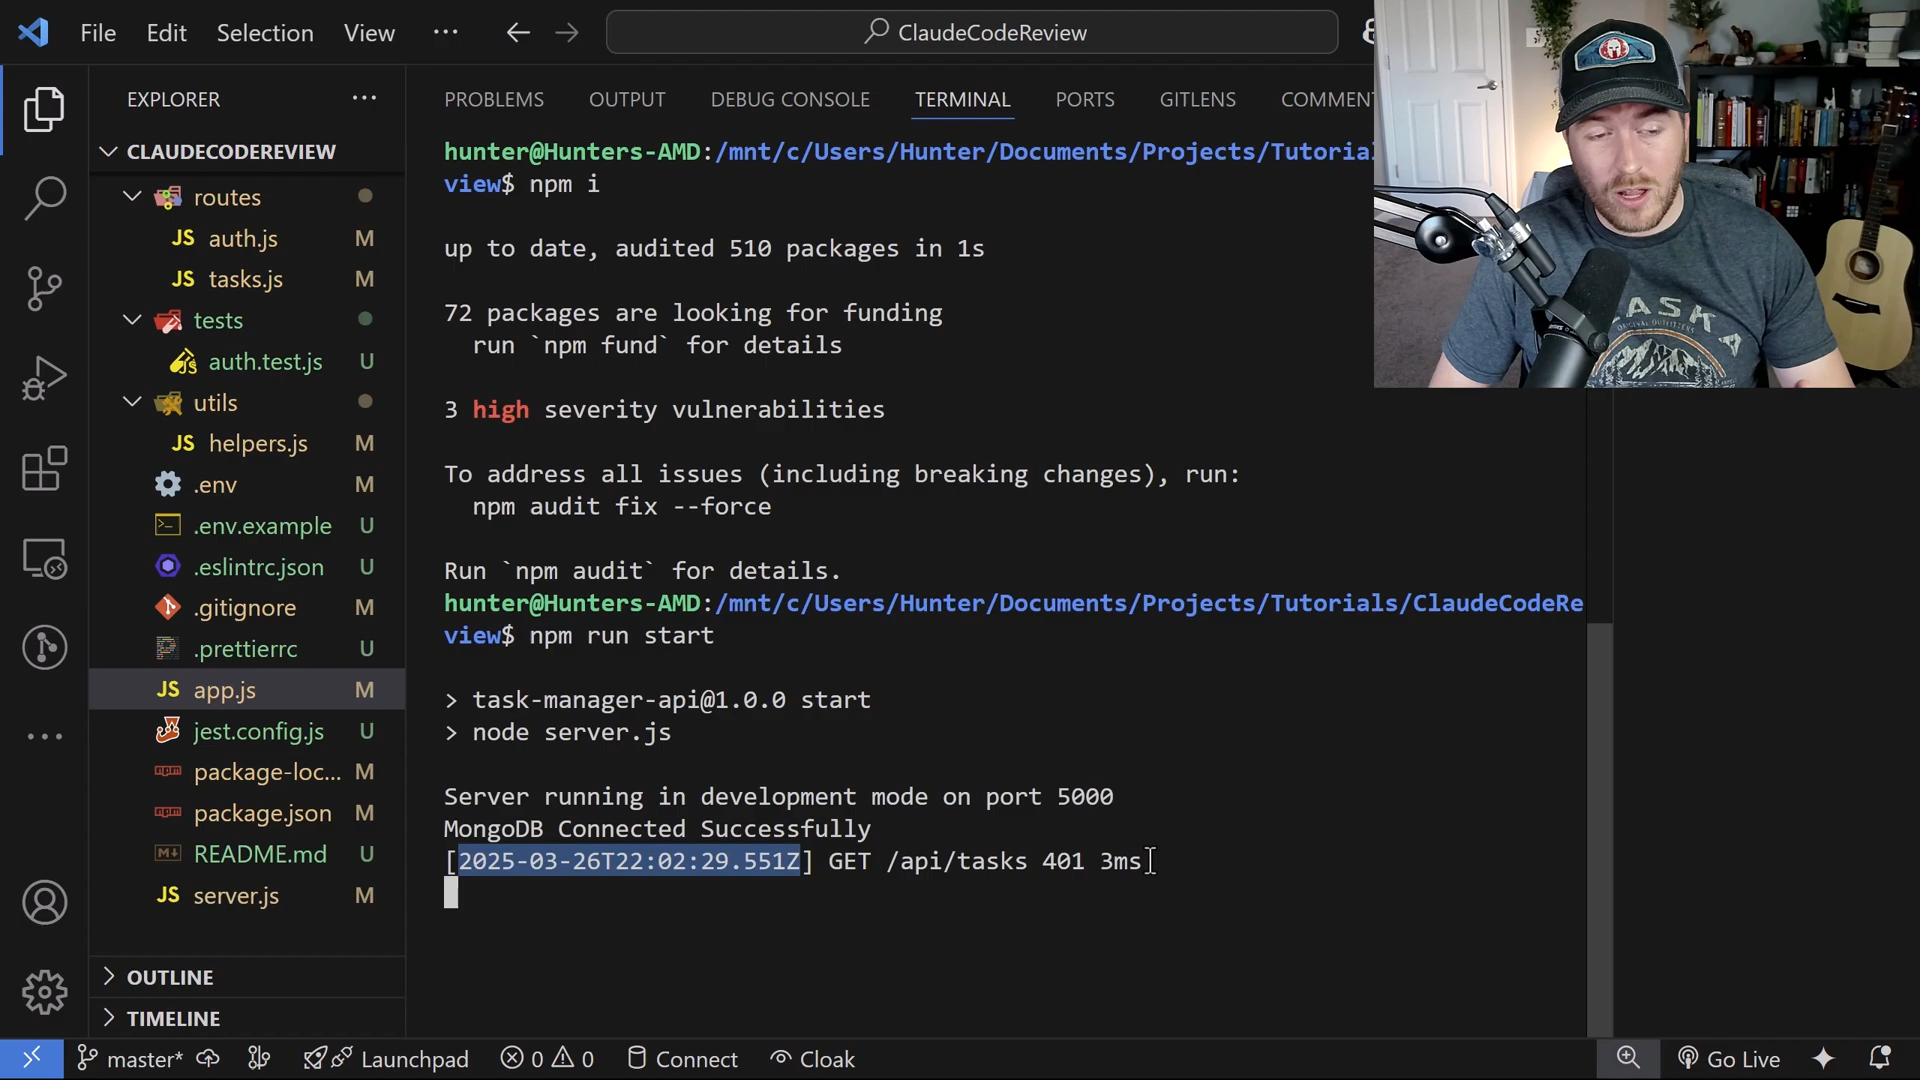 File Edit Selection View ··· ClaudeCodeReview
EXPLORER ···
CLAUDECODEREVIEW
routes
auth.js M
tasks.js M
tests
auth.test.js U
utils
helpers.js M
.env M
.env.example U
.eslintrc.json U
.gitignore M
.prettierrc U
app.js M
jest.config.js U
package-loc... M
package.json M
README.md U
server.js M
OUTLINE
TIMELINE
PROBLEMS OUTPUT DEBUG CONSOLE TERMINAL PORTS GITLENS COMMEN
hunter@Hunters-AMD:/mnt/c/Users/Hunter/Documents/Projects/Tutoria
view$ npm i
up to date, audited 510 packages in 1s
72 packages are looking for funding
run `npm fund` for details
3 high severity vulnerabilities
To address all issues (including breaking changes), run:
npm audit fix --force
Run `npm audit` for details.
hunter@Hunters-AMD:/mnt/c/Users/Hunter/Documents/Projects/Tutorials/ClaudeCodeRe
view$ npm run start
> task-manager-api@1.0.0 start
> node server.js
Server running in development mode on port 5000
MongoDB Connected Successfully
[2025-03-26T22:02:29.551Z] GET /api/tasks 401 3ms
master* Launchpad 0 0 Connect Cloak Go Live
ASKA